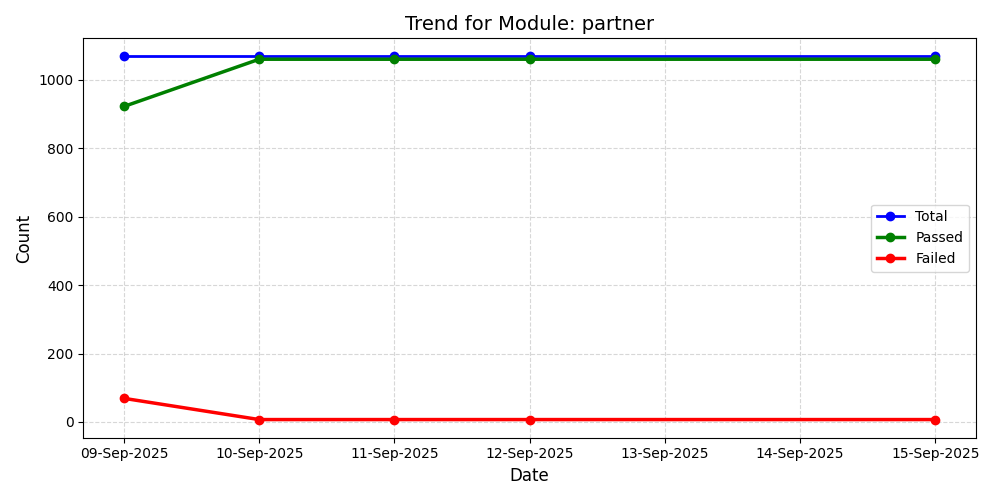 Trend for Module: partner
Count
1000
800
600
400
200
0
Total
Passed
Failed
09-Sep-2025
10-Sep-2025
11-Sep-2025
12-Sep-2025
13-Sep-2025
14-Sep-2025
15-Sep-2025
Date